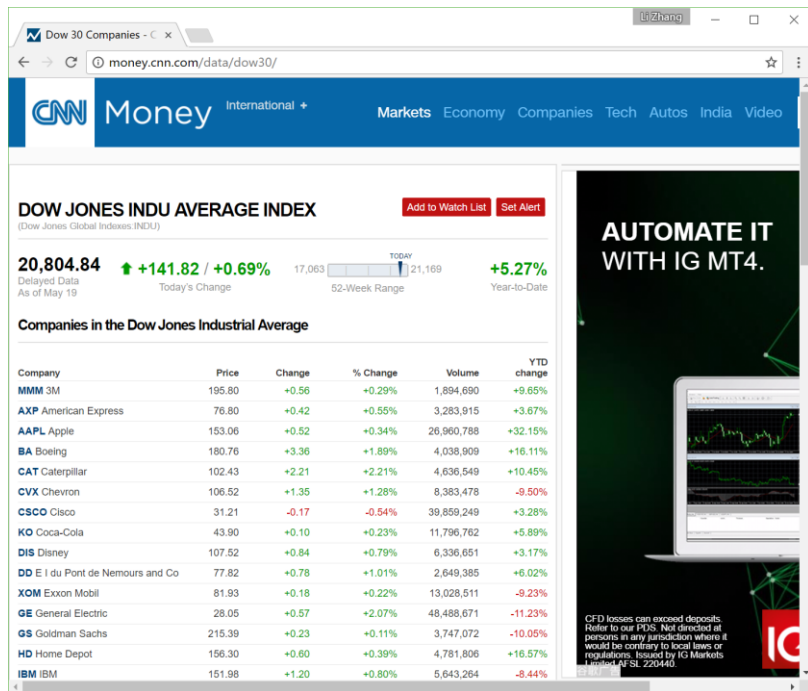 Li Zhang
Dow 30 Companies - C
money.cnn.com/data/dow30/
CNN Money International +
Markets Economy Companies Tech Autos India Video
DOW JONES INDU AVERAGE INDEX Add to Watch List Set Alert
(Dow Jones Global Indexes:INDU)
20,804.84 +141.82 / +0.69% 17,063 TODAY 21,169 +5.27%
Delayed Data Today's Change 52-Week Range Year-to-Date
As of May 19
Companies in the Dow Jones Industrial Average
Company Price Change % Change Volume YTD change
MMM 3M 195.80 +0.56 +0.29% 1,894,690 +9.65%
AXP American Express 76.80 +0.42 +0.55% 3,283,915 +3.67%
AAPL Apple 153.06 +0.52 +0.34% 26,960,788 +32.15%
BA Boeing 180.76 +3.36 +1.89% 4,038,909 +16.11%
CAT Caterpillar 102.43 +2.21 +2.21% 4,636,549 +10.45%
CVX Chevron 106.52 +1.35 +1.28% 8,383,478 -9.50%
CSCO Cisco 31.21 -0.17 -0.54% 39,859,249 +3.28%
KO Coca-Cola 43.90 +0.10 +0.23% 11,796,762 +5.89%
DIS Disney 107.52 +0.84 +0.79% 6,336,651 +3.17%
DD E I du Pont de Nemours and Co 77.82 +0.78 +1.01% 2,649,385 +6.02%
XOM Exxon Mobil 81.93 +0.18 +0.22% 13,028,511 -9.23%
GE General Electric 28.05 +0.57 +2.07% 48,488,671 -11.23%
GS Goldman Sachs 215.39 +0.23 +0.11% 3,747,072 -10.05%
HD Home Depot 156.30 +0.60 +0.39% 4,781,806 +16.57%
IBM IBM 151.98 +1.20 +0.80% 5,643,264 -8.44%
AUTOMATE IT
WITH IG MT4.
CFD losses can exceed deposits.
Refer to our PDS. Not directed at
persons in any jurisdiction where it
would be contrary to local laws or
regulations. Issued by IG Markets
Limited AFSL 220440.
IG